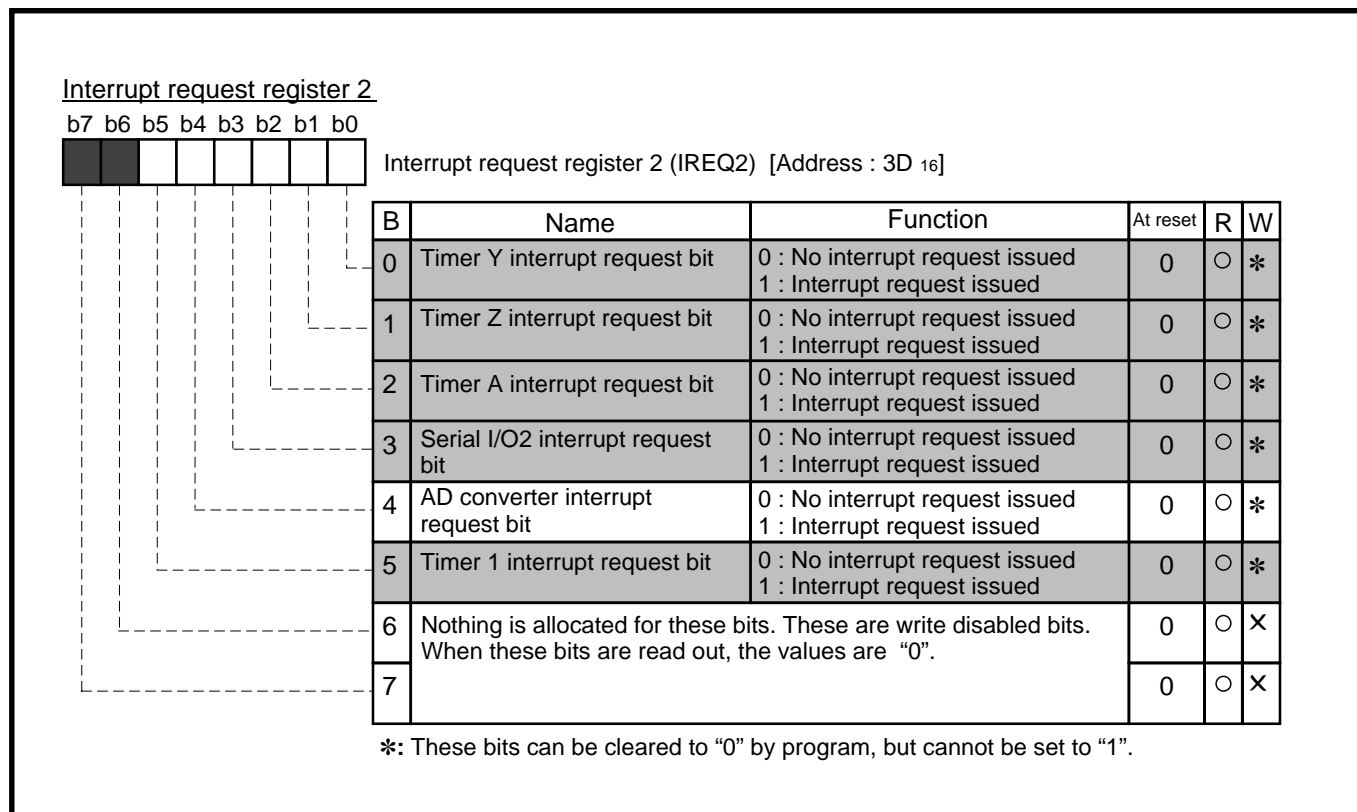 Interrupt request register 2
b7 b6 b5 b4 b3 b2 b1 b0
Interrupt request register 2 (IREQ2) [Address : 3D 16]
B Name Function At reset R W
0 Timer Y interrupt request bit 0 : No interrupt request issued 0 ○ ✻
1 : Interrupt request issued
1 Timer Z interrupt request bit 0 : No interrupt request issued 0 ○ ✻
1 : Interrupt request issued
2 Timer A interrupt request bit 0 : No interrupt request issued 0 ○ ✻
1 : Interrupt request issued
3 Serial I/O2 interrupt request 0 : No interrupt request issued 0 ○ ✻
bit 1 : Interrupt request issued
4 AD converter interrupt 0 : No interrupt request issued 0 ○ ✻
request bit 1 : Interrupt request issued
5 Timer 1 interrupt request bit 0 : No interrupt request issued 0 ○ ✻
1 : Interrupt request issued
6 Nothing is allocated for these bits. These are write disabled bits. 0 ○ ×
When these bits are read out, the values are “0”.
7 0 ○ ×
✻: These bits can be cleared to “0” by program, but cannot be set to “1”.